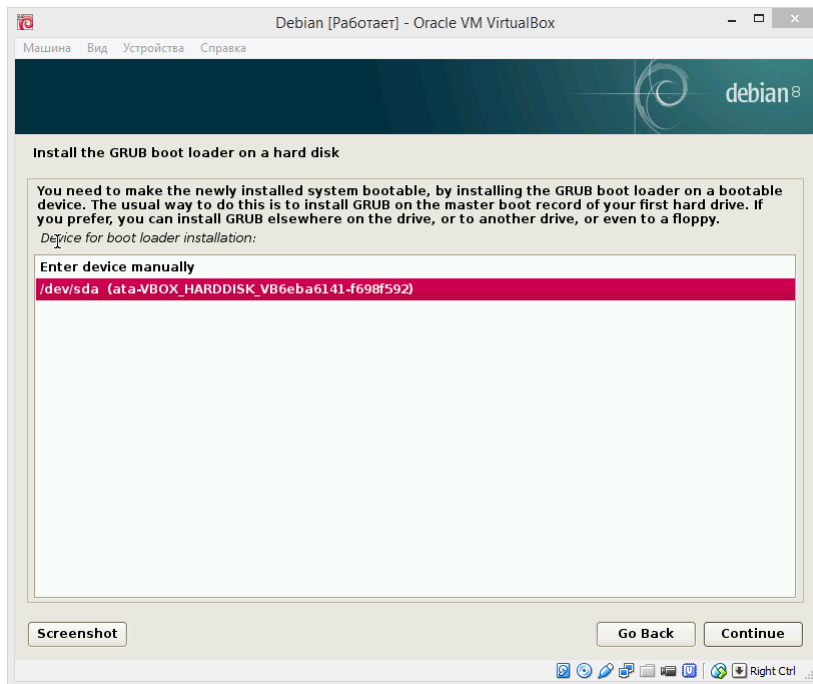 Debian [Работает] - Oracle VM VirtualBox
Машина Вид Устройства Справка
debian 8
Install the GRUB boot loader on a hard disk
You need to make the newly installed system bootable, by installing the GRUB boot loader on a bootable
device. The usual way to do this is to install GRUB on the master boot record of your first hard drive. If
you prefer, you can install GRUB elsewhere on the drive, or to another drive, or even to a floppy.
Device for boot loader installation:
Enter device manually
/dev/sda (ata-VBOX_HARDDISK_VB6eba6141-f698f592)
Screenshot Go Back Continue
Right Ctrl